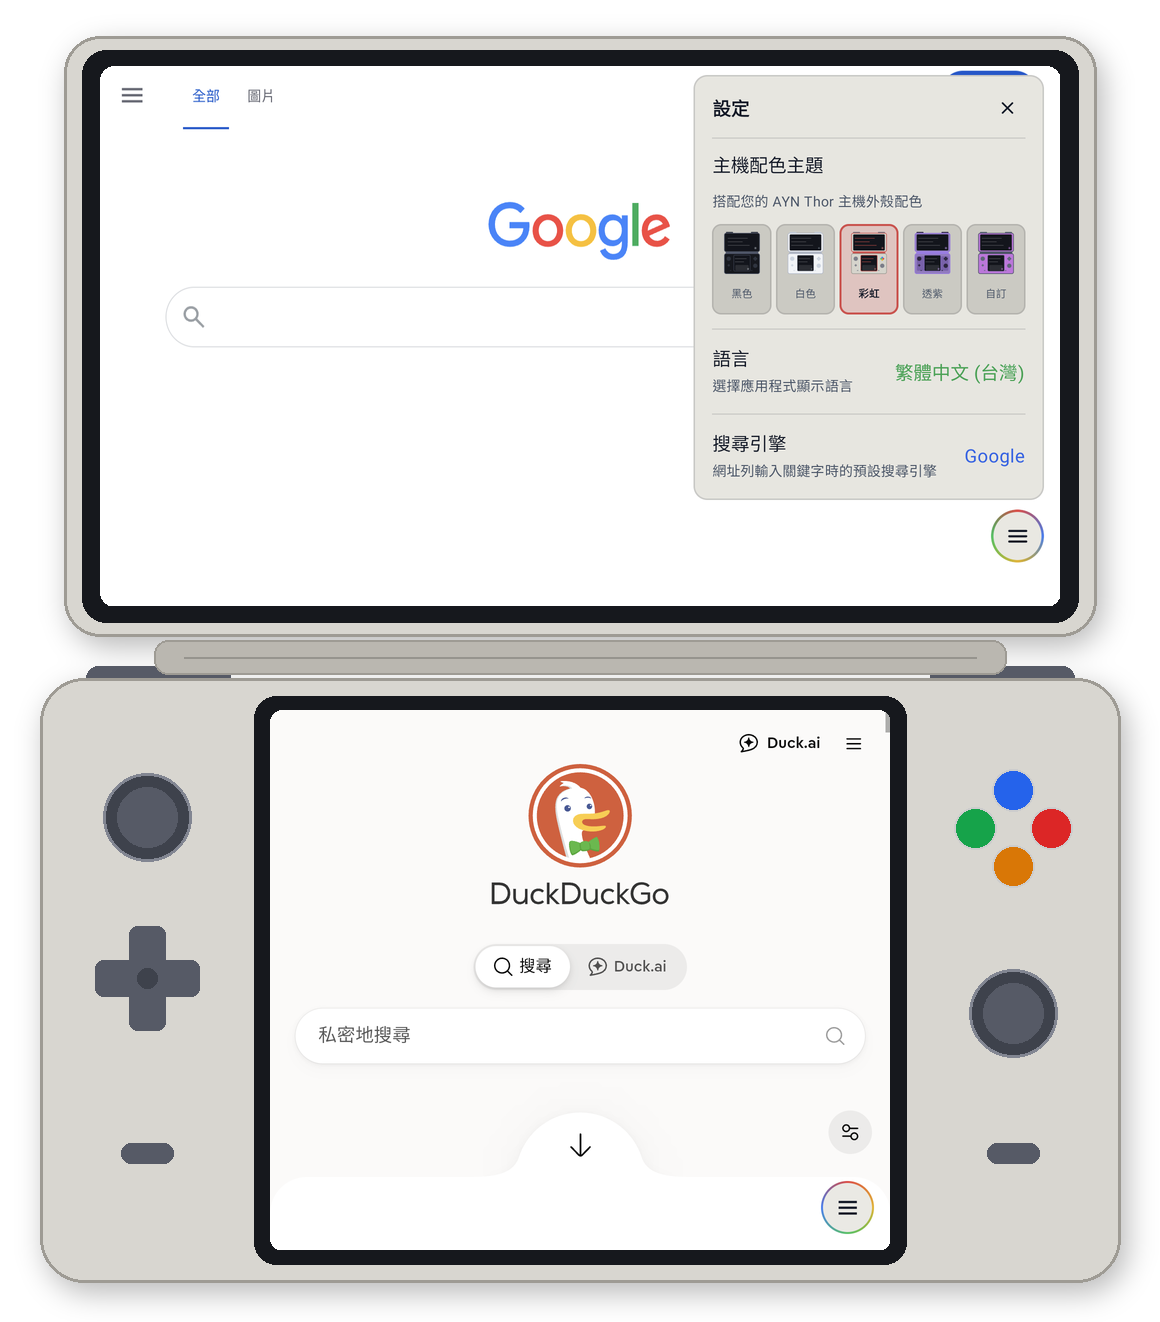 全部 圖片
Google
設定
主機配色主題
搭配您的 AYN Thor 主機外殼配色
黑色 白色 彩虹 透紫 自訂
語言
選擇應用程式顯示語言
繁體中文 (台灣)
搜尋引擎
網址列輸入關鍵字時的預設搜尋引擎
Google
Duck.ai
DuckDuckGo
搜尋 Duck.ai
私密地搜尋